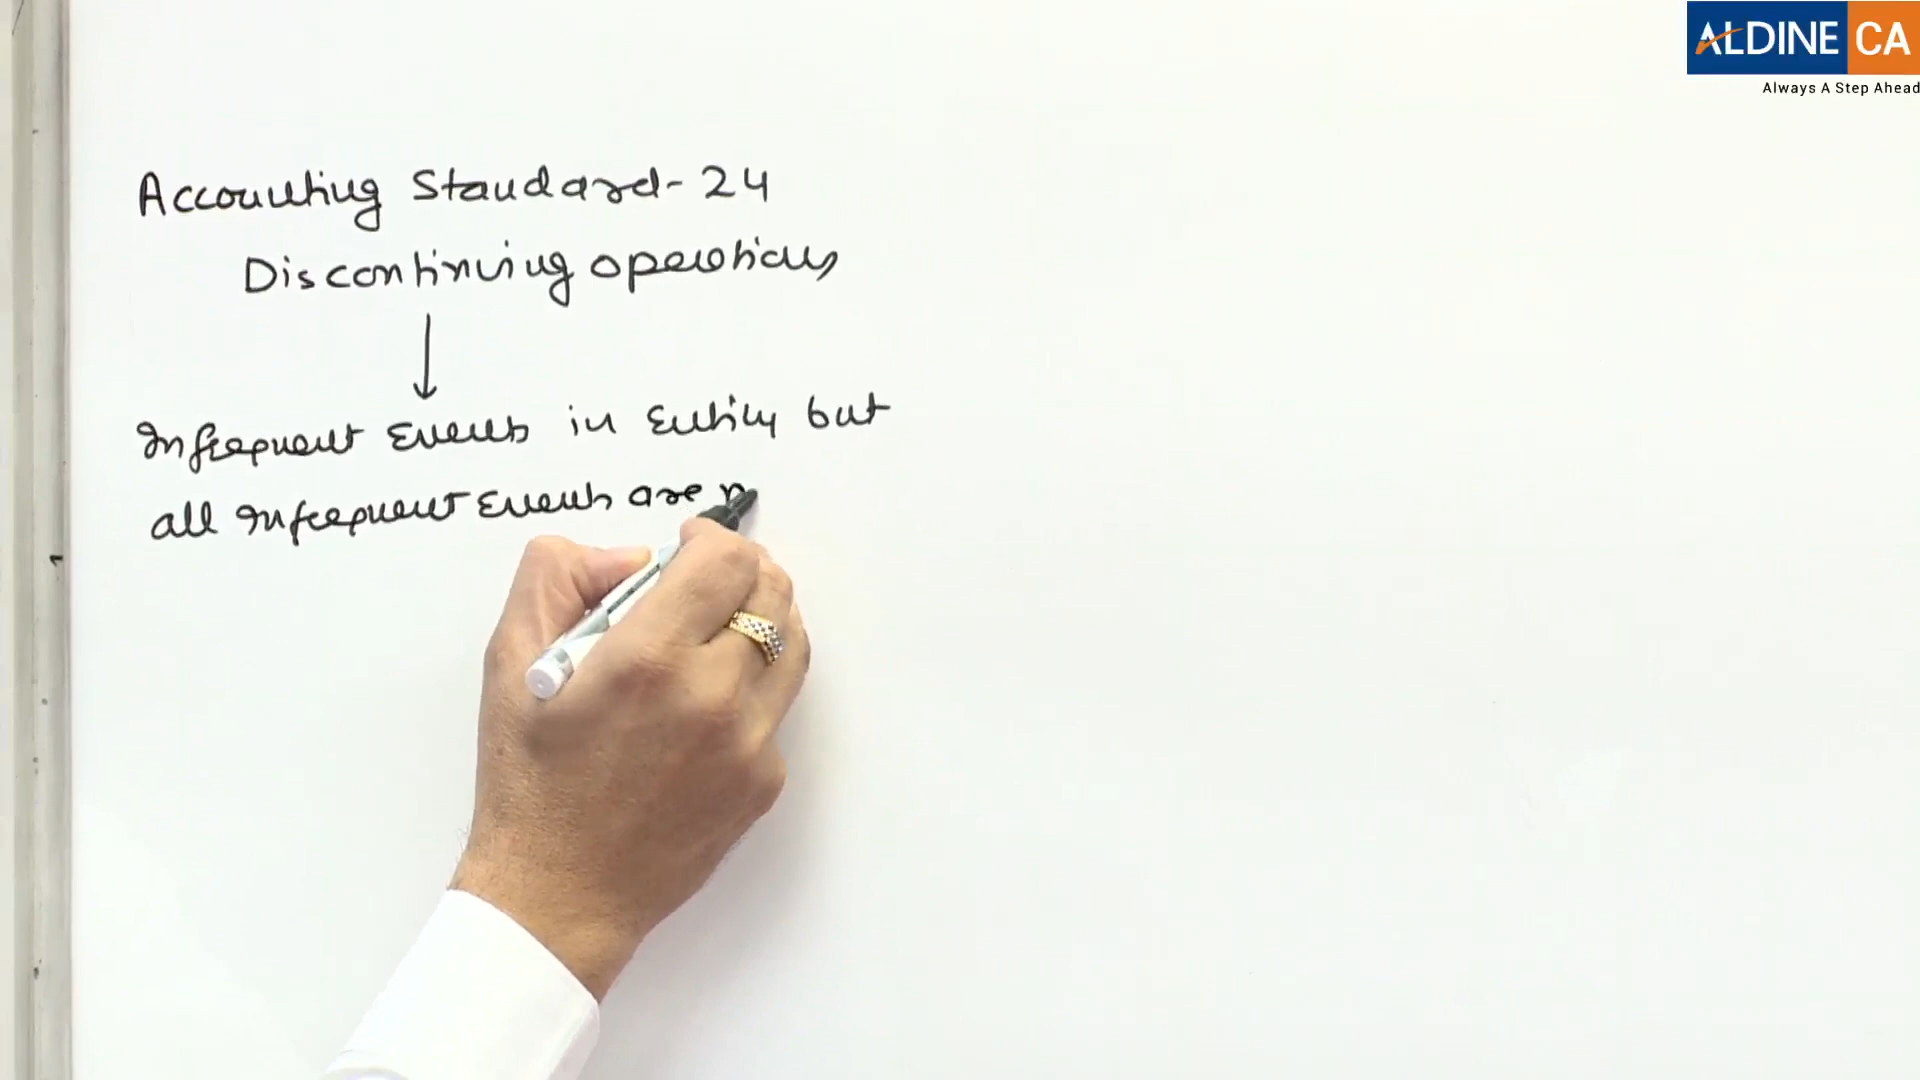 ALDINE CA
Always A Step Ahead
Accounting Standard-24
Discontinuing operations
Infrequent Events in Entity but
all Infrequent Events are